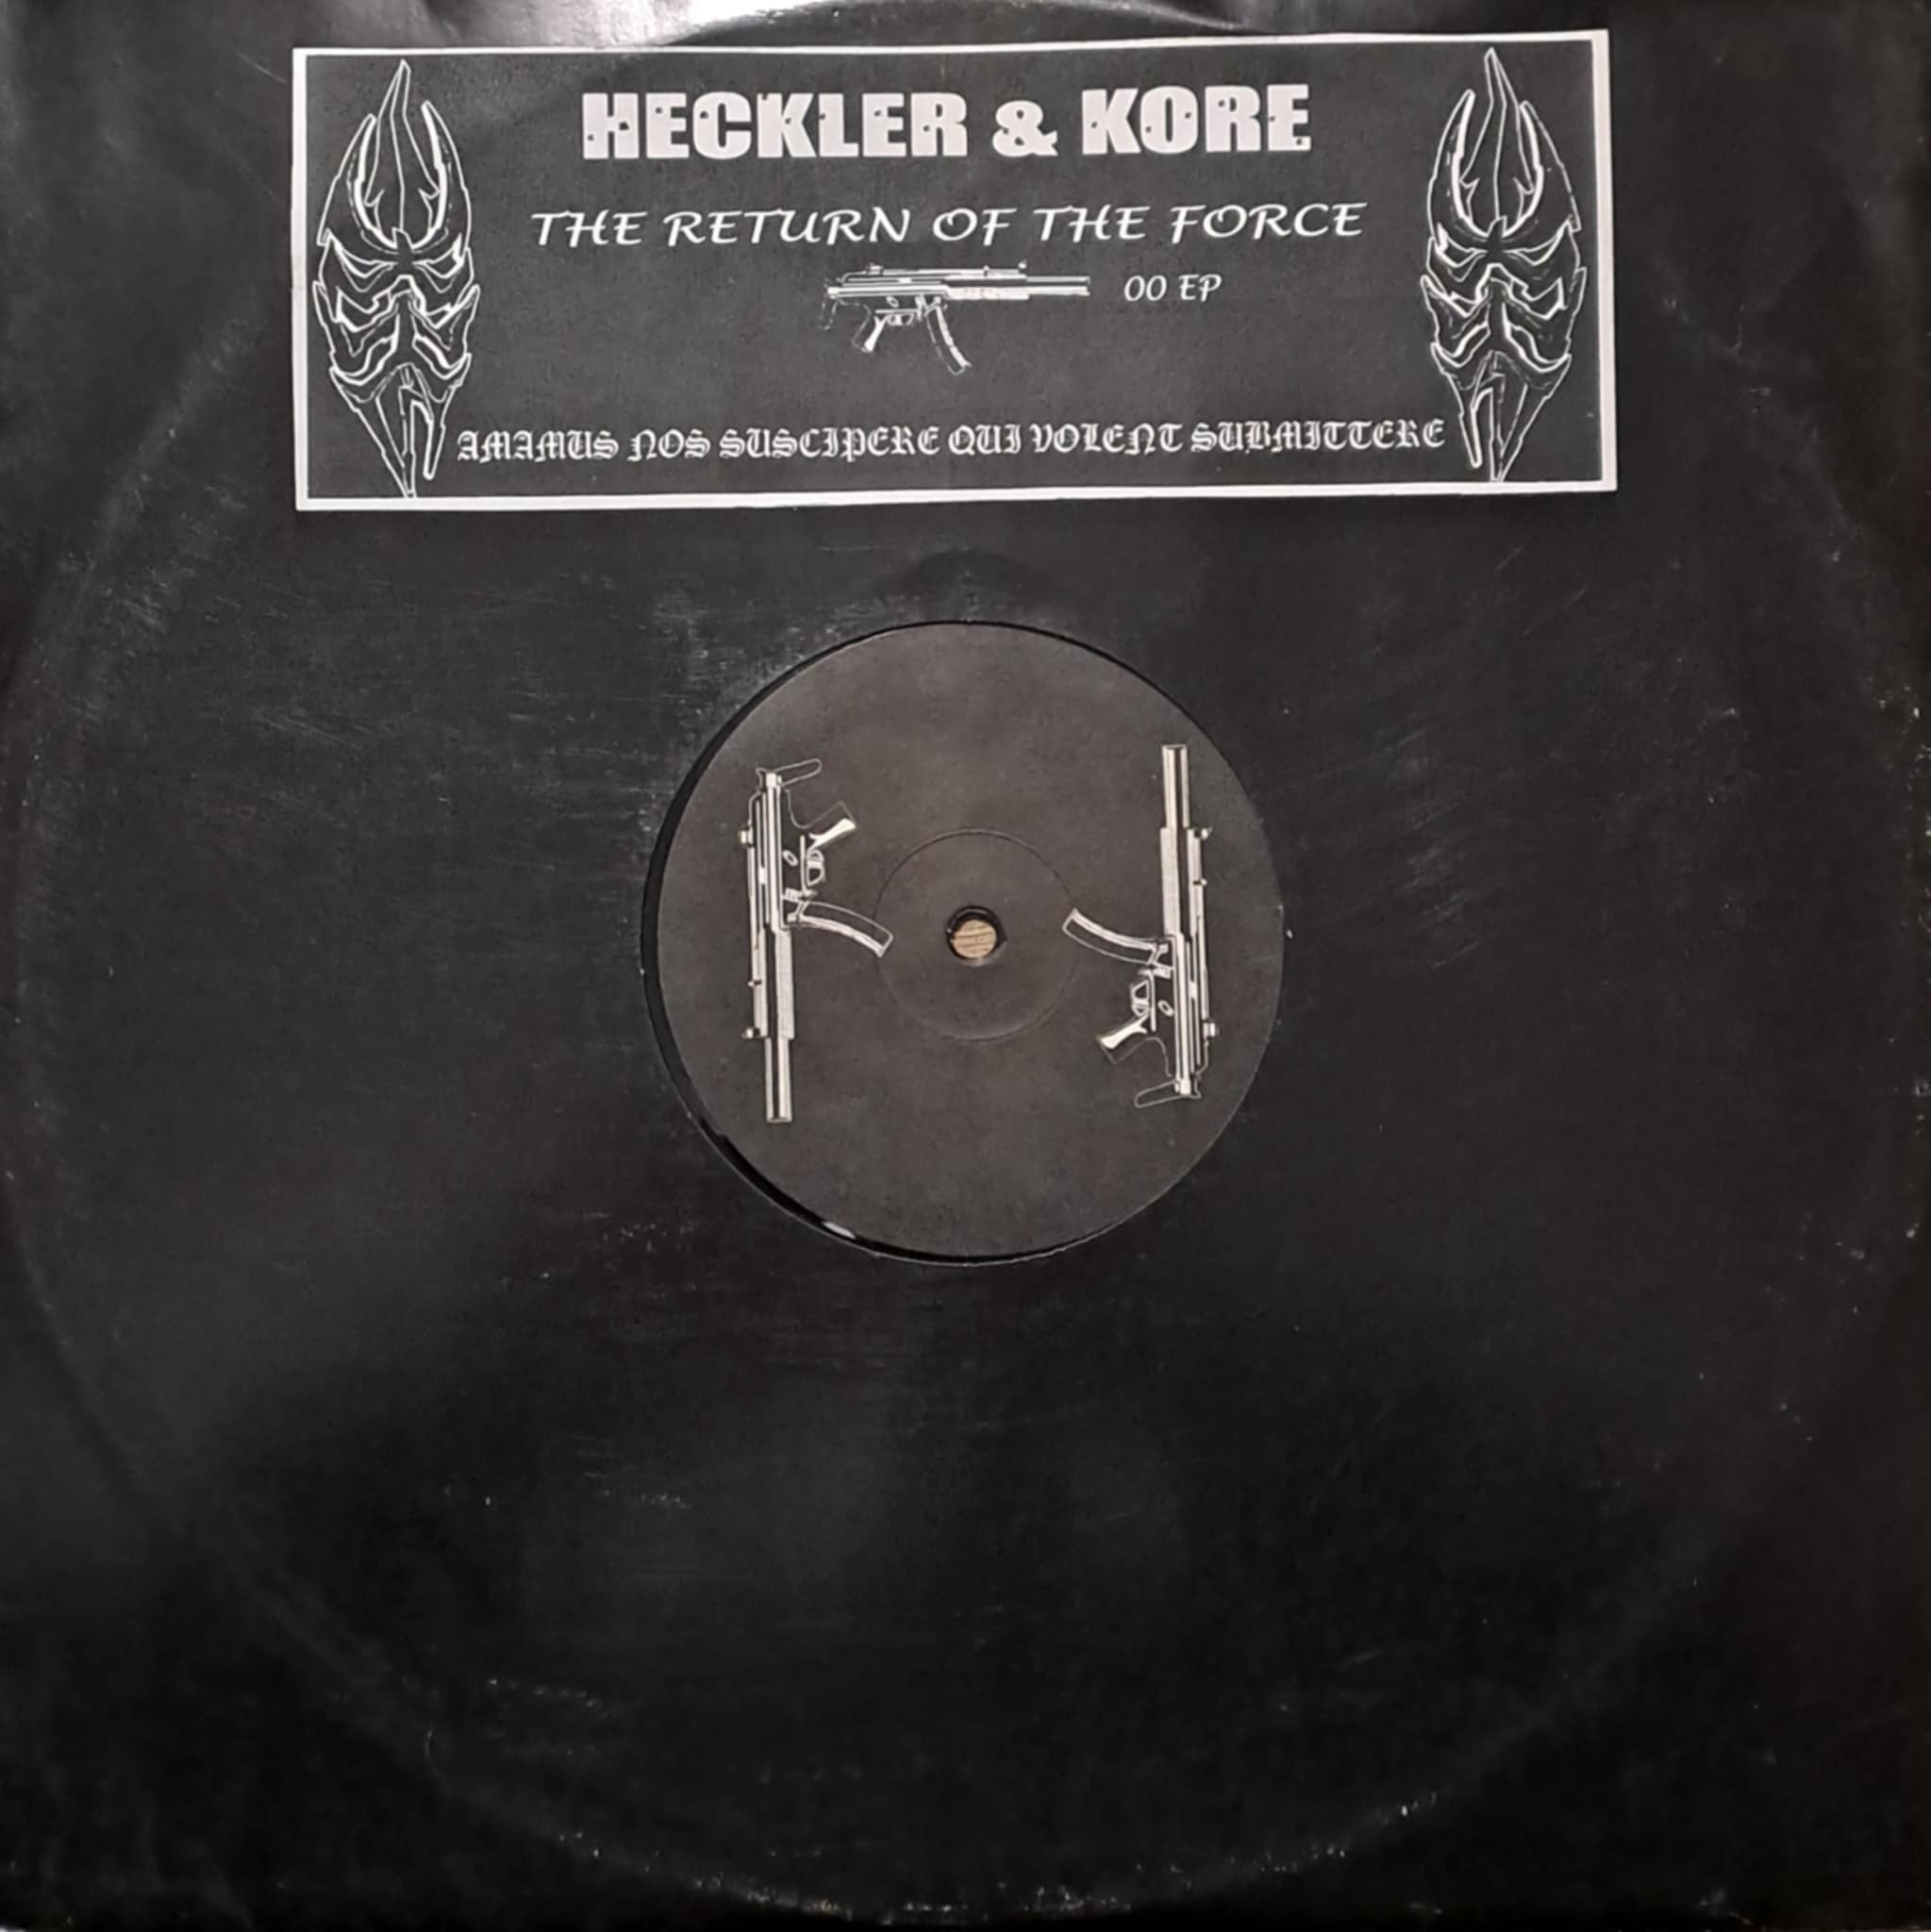 HECKLER & KORE
THE RETURN OF THE FORCE
00 EP
AMAMUS NOS SUSCIPERE QUI VOLENT SUBMITTERE